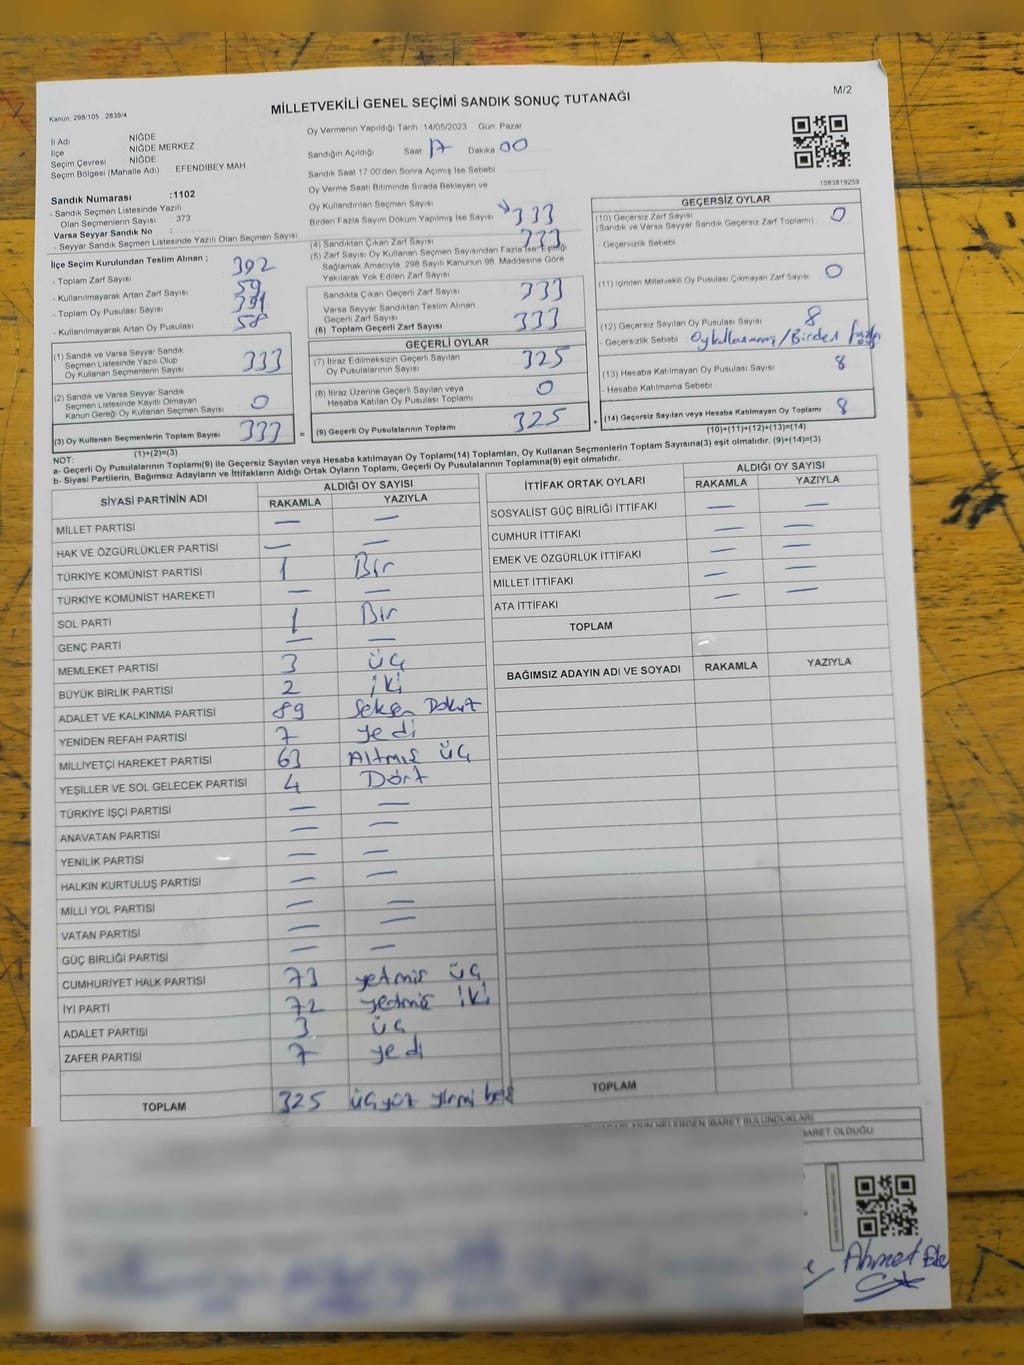 M/2
Kanun: 298/105 . 2839/4
MİLLETVEKİLİ GENEL SEÇİMİ SANDIK SONUÇ TUTANAĞI
İl Adı NİĞDE
İlçe NİĞDE MERKEZ
Seçim Çevresi NİĞDE
Seçim Bölgesi (Mahalle Adı) EFENDİBEY MAH.
Sandık Numarası :1102
- Sandık Seçmen Listesinde Yazılı
Olan Seçmenlerin Sayısı : 373
Varsa Seyyar Sandık No :
- Seyyar Sandık Seçmen Listesinde Yazılı Olan Seçmen Sayısı :
Oy Vermenin Yapıldığı Tarih 14/05/2023 Gün: Pazar
Sandığın Açıldığı Saat 17 Dakika 00
Sandık Saat 17:00'den Sonra Açımış İse Sebebi
Oy Verme Saati Bitiminde Sırada Bekleyen ve
Oy Kullandırılan Seçmen Sayısı
Birden Fazla Sayım Döküm Yapılmış İse Sayısı 333
1083819259
İlçe Seçim Kurulundan Teslim Alınan ;
- Toplam Zarf Sayısı 392
- Kullanılmayarak Artan Zarf Sayısı 59
- Toplam Oy Pusulası Sayısı 391
- Kullanılmayarak Artan Oy Pusulası 58
(1) Sandık ve Varsa Seyyar Sandık
Seçmen Listesinde Yazılı Olup
Oy Kullanan Seçmenlerin Sayısı 333
(2) Sandık ve Varsa Seyyar Sandık
Seçmen Listesinde Kayıtlı Olmayan
Kanun Gereği Oy Kullanan Seçmen Sayısı 0
(3) Oy Kullanan Seçmenlerin Toplam Sayısı 333
(1)+(2)=(3)
(4) Sandıktan Çıkan Zarf Sayısı 333
(5) Zarf Sayısı Oy Kullanan Seçmen Sayısından Fazla İse, Eşitliği
Sağlamak Amacıyla, 298 Sayılı Kanunun 98. Maddesine Göre
Yakılarak Yok Edilen Zarf Sayısı
Sandıkta Çıkan Geçerli Zarf Sayısı 333
Varsa Seyyar Sandıktan Teslim Alınan
Geçerli Zarf Sayısı
(6) Toplam Geçerli Zarf Sayısı 333
GEÇERLİ OYLAR
(7) İtiraz Edilmeksizin Geçerli Sayılan
Oy Pusulalarının Sayısı 325
(8) İtiraz Üzerine Geçerli Sayılan veya
Hesaba Katılan Oy Pusulası Toplamı 0
= (9) Geçerli Oy Pusulalarının Toplamı 325 +
GEÇERSİZ OYLAR
(10) Geçersiz Zarf Sayısı 0
(Sandık ve Varsa Seyyar Sandık Geçersiz Zarf Toplamı)
- Geçersizlik Sebebi
(11) İçinden Milletvekili Oy Pusulası Çıkmayan Zarf Sayısı 0
(12) Geçersiz Sayılan Oy Pusulası Sayısı 8
- Geçersizlik Sebebi Oy kullanmamış/Birden fazla
(13) Hesaba Katılmayan Oy Pusulası Sayısı 8
- Hesaba Katılmama Sebebi
(14) Geçersiz Sayılan veya Hesaba Katılmayan Oy Toplamı 8
(10)+(11)+(12)+(13)=(14)
NOT:
a- Geçerli Oy Pusulalarının Toplamı(9) ile Geçersiz Sayılan veya Hesaba katılmayan Oy Toplamı(14) Toplamları, Oy Kullanan Seçmenlerin Toplam Sayısına(3) eşit olmalıdır. (9)+(14)=(3)
b- Siyasi Partilerin, Bağımsız Adayların ve İttifakların Aldığı Ortak Oyların Toplamı, Geçerli Oy Pusulalarının Toplamına(9) eşit olmalıdır.
SİYASİ PARTİNİN ADI ALDIĞI OY SAYISI
RAKAMLA YAZIYLA
MİLLET PARTİSİ — —
HAK VE ÖZGÜRLÜKLER PARTİSİ — —
TÜRKİYE KOMÜNİST PARTİSİ 1 Bir
TÜRKİYE KOMÜNİST HAREKETİ — —
SOL PARTİ 1 Bir
GENÇ PARTİ — —
MEMLEKET PARTİSİ 3 üç
BÜYÜK BİRLİK PARTİSİ 2 iki
ADALET VE KALKINMA PARTİSİ 89 Seksen Dokuz
YENİDEN REFAH PARTİSİ 7 yedi
MİLLİYETÇİ HAREKET PARTİSİ 63 Altmış üç
YEŞİLLER VE SOL GELECEK PARTİSİ 4 Dört
TÜRKİYE İŞÇİ PARTİSİ — —
ANAVATAN PARTİSİ — —
YENİLİK PARTİSİ — —
HALKIN KURTULUŞ PARTİSİ — —
MİLLİ YOL PARTİSİ — —
VATAN PARTİSİ — —
GÜÇ BİRLİĞİ PARTİSİ — —
CUMHURİYET HALK PARTİSİ 73 yetmiş üç
İYİ PARTİ 72 yetmiş iki
ADALET PARTİSİ 3 üç
ZAFER PARTİSİ 7 yedi
TOPLAM 325 üçyüz yirmi beş
İTTİFAK ORTAK OYLARI ALDIĞI OY SAYISI
RAKAMLA YAZIYLA
SOSYALİST GÜÇ BİRLİĞİ İTTİFAKI — —
CUMHUR İTTİFAKI — —
EMEK VE ÖZGÜRLÜK İTTİFAKI — —
MİLLET İTTİFAKI — —
ATA İTTİFAKI — —
TOPLAM
BAĞIMSIZ ADAYIN ADI VE SOYADI RAKAMLA YAZIYLA
TOPLAM
NELERDEN İBARET BULUNDUKLARI
İBARET OLDUĞU
Ahmet